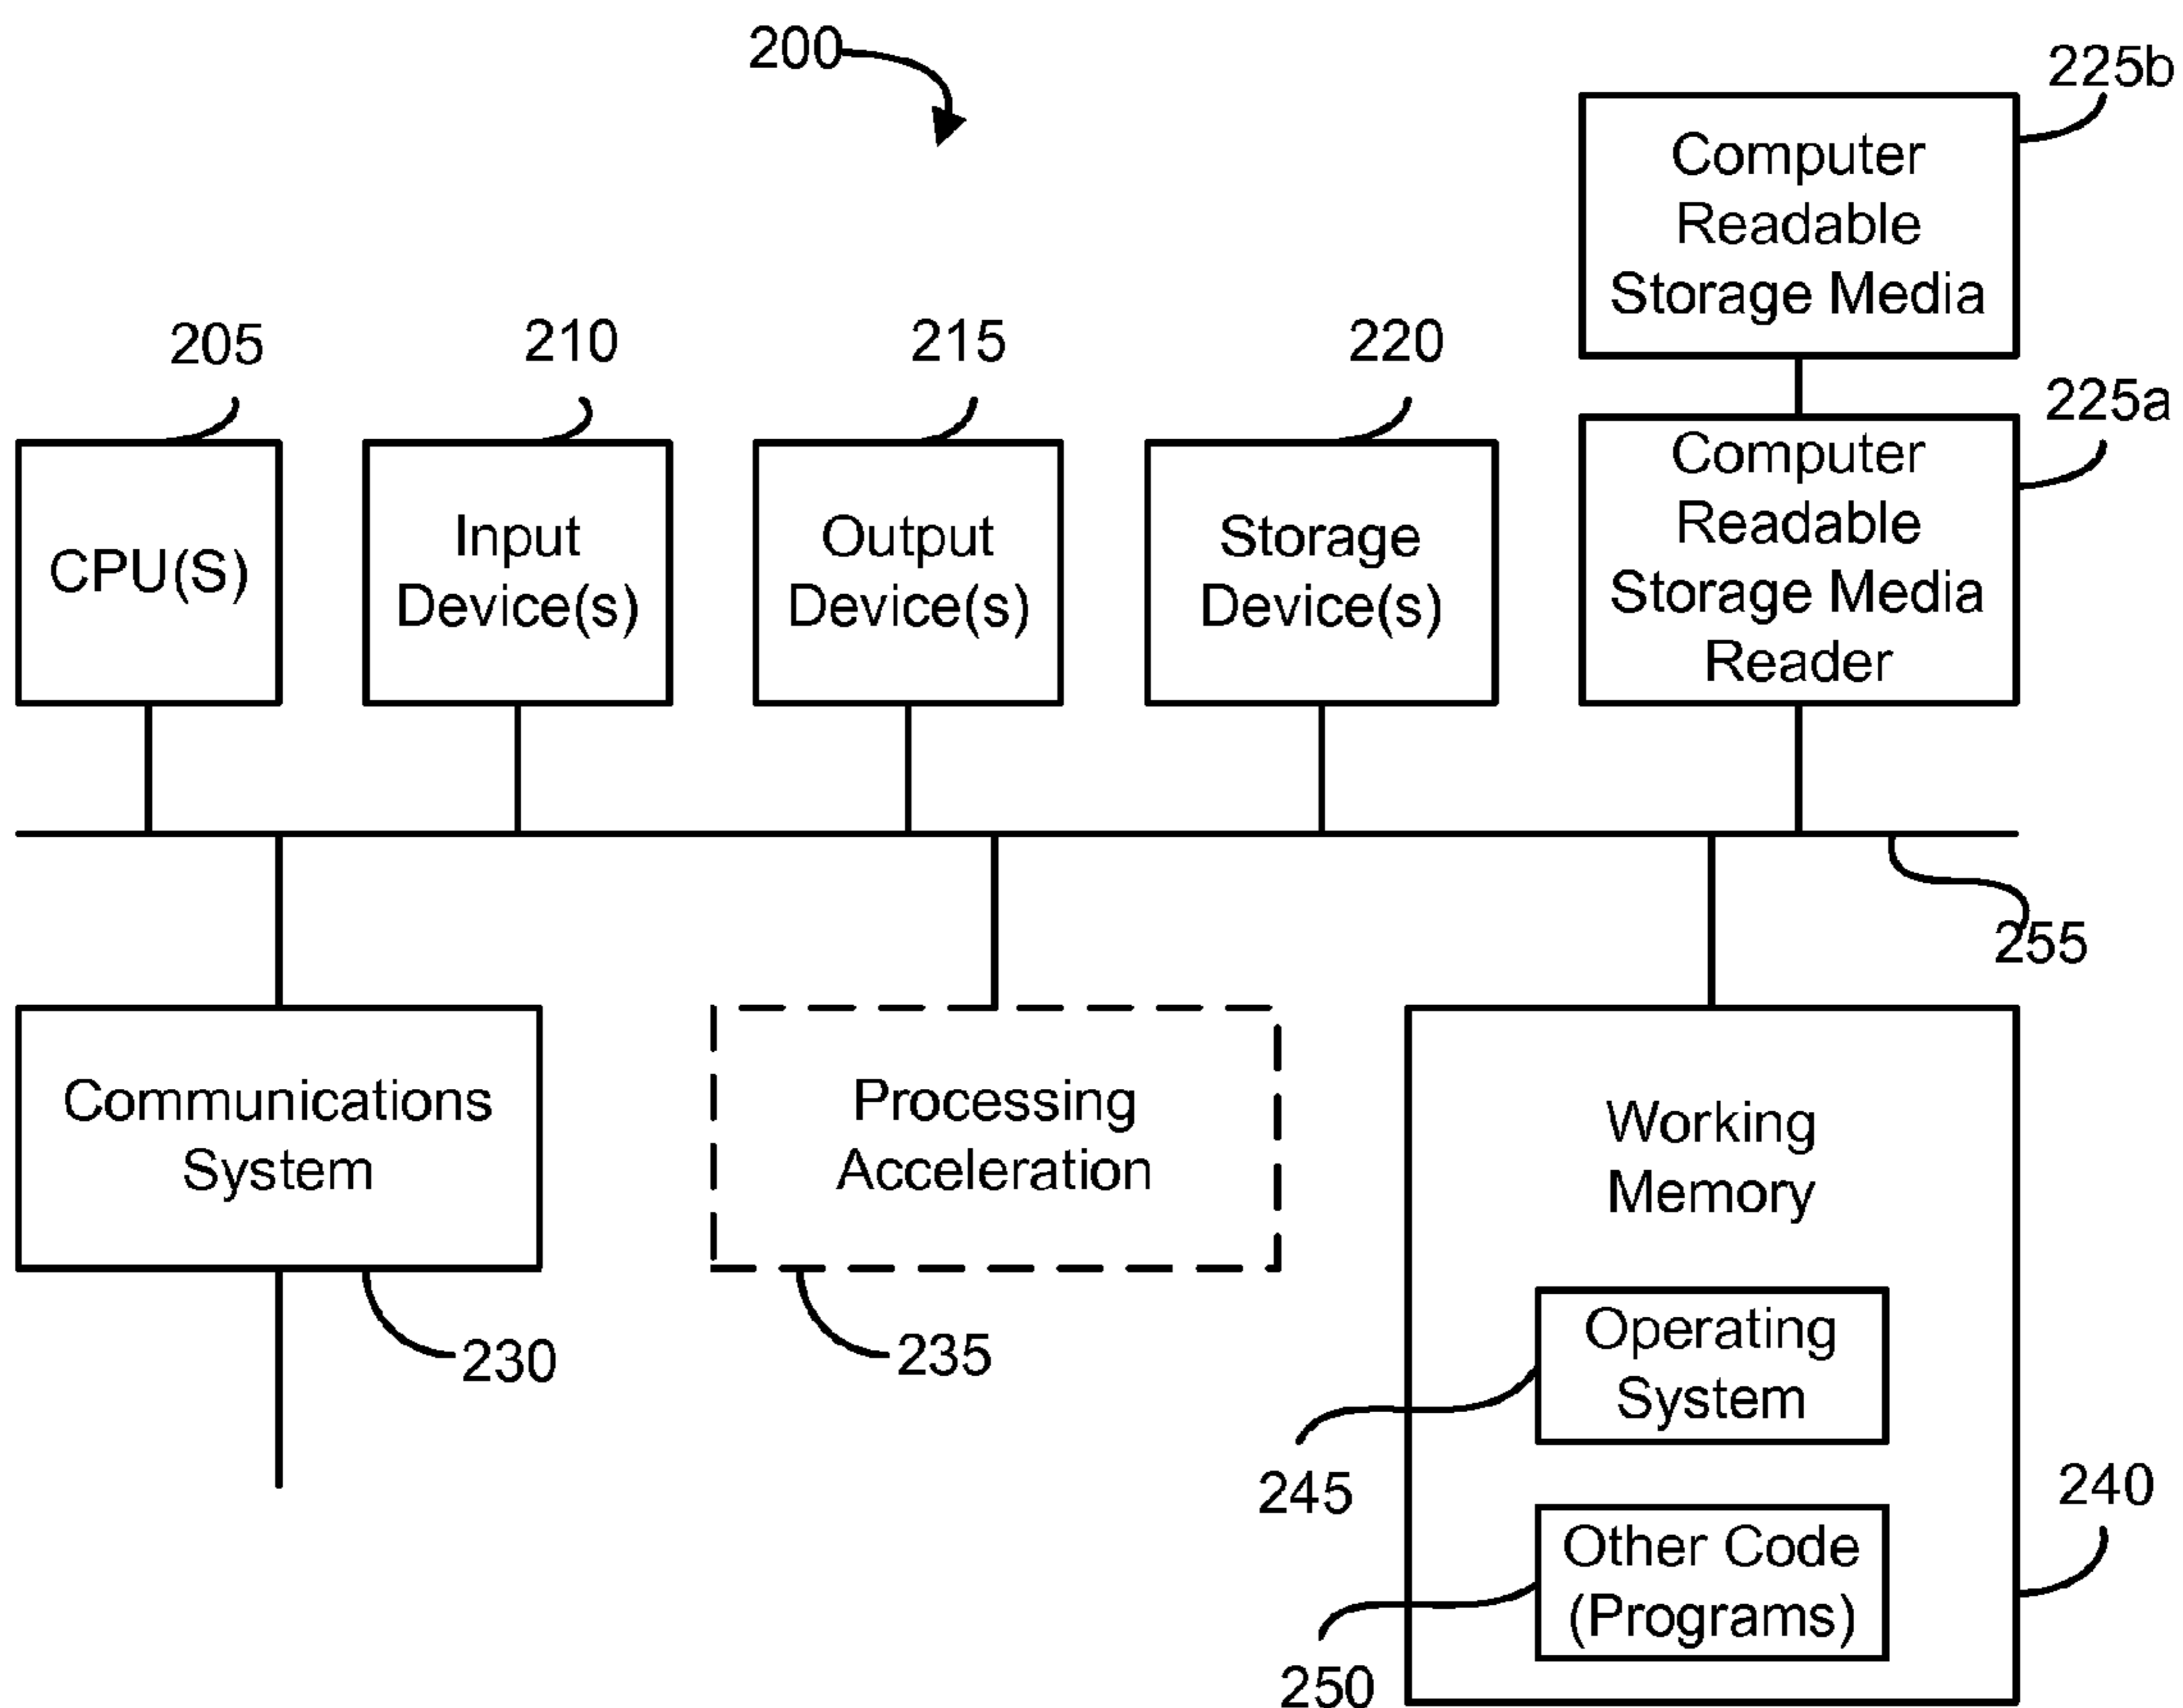 200
225b
Computer
Readable
Storage Media
205
210
215
220
225a
CPU(S)
Input
Device(s)
Output
Device(s)
Storage
Device(s)
Computer
Readable
Storage Media
Reader
255
Communications
System
230
Processing
Acceleration
235
Working
Memory
Operating
System
245
240
Other Code
(Programs)
250